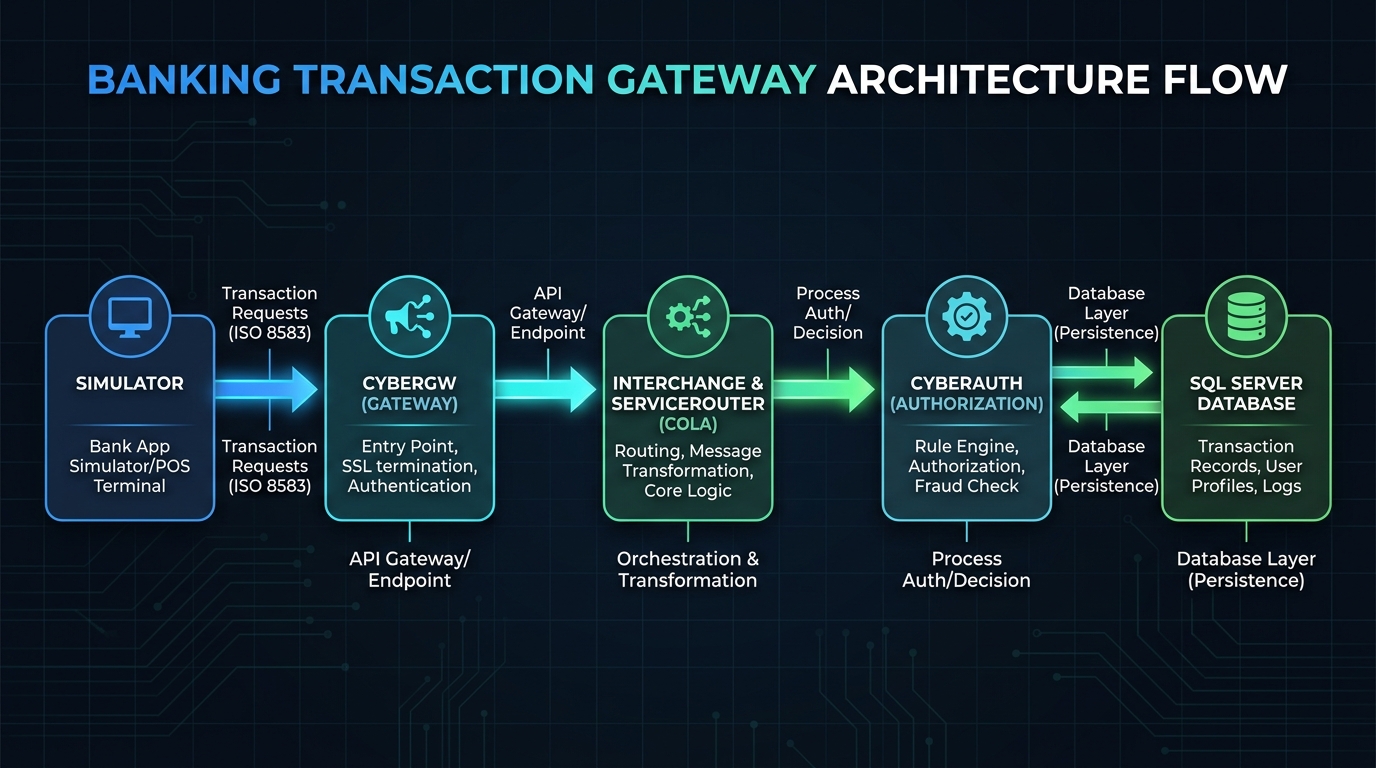 BANKING TRANSACTION GATEWAY ARCHITECTURE FLOW
SIMULATOR
Bank App
Simulator/POS
Terminal
Transaction
Requests
(ISO 8583)
Transaction
Requests
(ISO 8583)
CYBERGW
(GATEWAY)
Entry Point,
SSL termination,
Authentication
API Gateway/
Endpoint
API
Gateway/
Endpoint
INTERCHANGE &
SERVICEROUTER
(COLA)
Routing, Message
Transformation,
Core Logic
Orchestration &
Transformation
Process
Auth/
Decision
CYBERAUTH
(AUTHORIZATION)
Rule Engine,
Authorization,
Fraud Check
Process
Auth/Decision
Database
Layer
(Persistence)
Database
Layer
(Persistence)
SQL SERVER
DATABASE
Transaction
Records, User
Profiles, Logs
Database Layer
(Persistence)